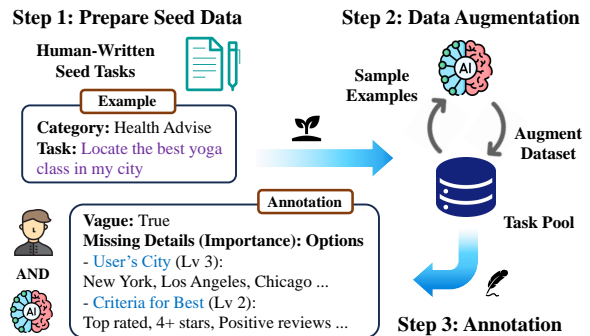 Step 1: Prepare Seed Data
Human-Written
Seed Tasks
Example
Category: Health Advise
Task: Locate the best yoga
class in my city
Step 2: Data Augmentation
AI
Sample
Examples
Augment
Dataset
Task Pool
Annotation
Vague: True
Missing Details (Importance): Options
- User's City (Lv 3):
New York, Los Angeles, Chicago ...
- Criteria for Best (Lv 2):
Top rated, 4+ stars, Positive reviews ...
AND
AI
Step 3: Annotation